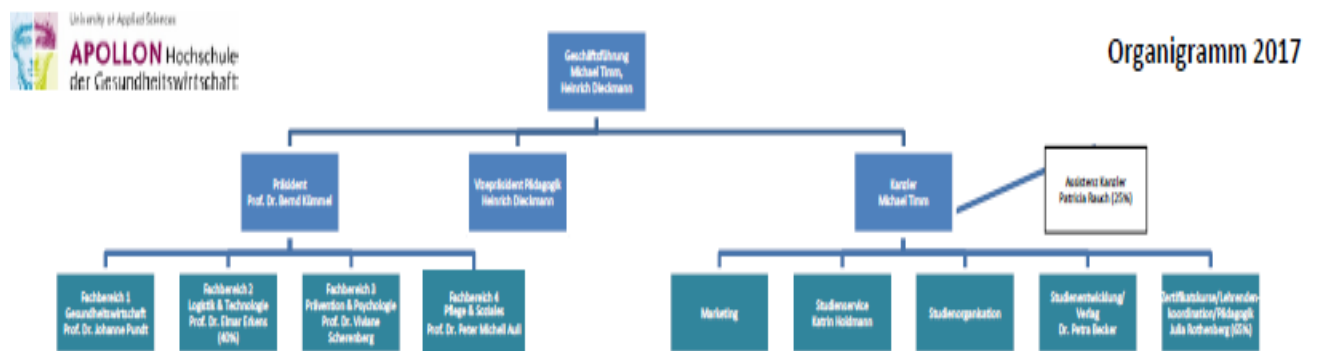 University of Applied Sciences
APOLLON Hochschule
der Gesundheitswirtschaft
Organigramm 2017
Geschäftsführung
Michael Timm,
Heinrich Dieckmann
Präsident
Prof. Dr. Bernd Kümmel
Vizepräsident Pädagogik
Heinrich Dieckmann
Kanzler
Michael Timm
Assistenz Kanzler
Patricia Rauch (25%)
Fachbereich 1
Gesundheitswirtschaft
Prof. Dr. Johanne Pundt
Fachbereich 2
Logistik & Technologie
Prof. Dr. Elmar Erkens
(40%)
Fachbereich 3
Prävention & Psychologie
Prof. Dr. Viviane
Scherenberg
Fachbereich 4
Pflege & Soziales
Prof. Dr. Peter Michell Auli
Marketing
Studienservice
Katrin Holdmann
Studienorganisation
Studienentwicklung/
Verlag
Dr. Petra Becker
Zertifikatskurse/Lehrenden-
koordination/Pädagogik
Julia Rothenberg (65%)